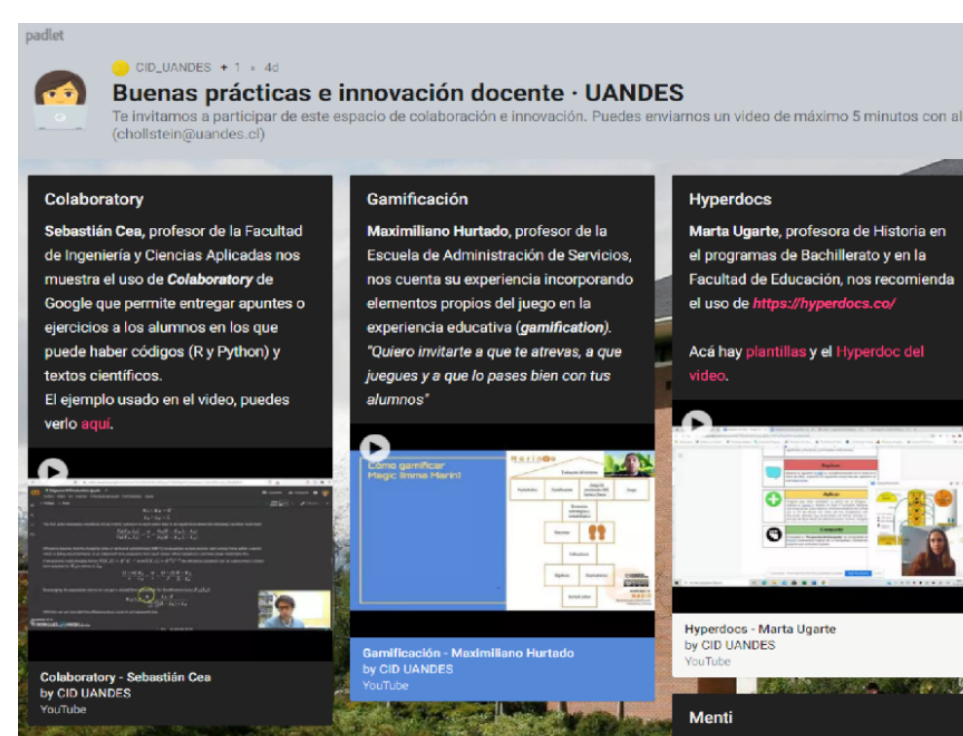 padlet
CID_UANDES + 1 • 4d
Buenas prácticas e innovación docente · UANDES
Te invitamos a participar de este espacio de colaboración e innovación. Puedes enviarnos un video de máximo 5 minutos con al
(chollstein@uandes.cl)
Colaboratory
Sebastián Cea, profesor de la Facultad
de Ingeniería y Ciencias Aplicadas nos
muestra el uso de Colaboratory de
Google que permite entregar apuntes o
ejercicios a los alumnos en los que
puede haber códigos (R y Python) y
textos científicos.
El ejemplo usado en el video, puedes
verlo aquí.
Colaboratory - Sebastián Cea
by CID UANDES
YouTube
Gamificación
Maximiliano Hurtado, profesor de la
Escuela de Administración de Servicios,
nos cuenta su experiencia incorporando
elementos propios del juego en la
experiencia educativa (gamification).
"Quiero invitarte a que te atrevas, a que
juegues y a que lo pases bien con tus
alumnos"
Cómo gamificar
Gamificación - Maximiliano Hurtado
by CID UANDES
YouTube
Hyperdocs
Marta Ugarte, profesora de Historia en
el programas de Bachillerato y en la
Facultad de Educación, nos recomienda
el uso de https://hyperdocs.co/
Acá hay plantillas y el Hyperdoc del
video.
Explicar
Aplicar
Compartir
Hyperdocs - Marta Ugarte
by CID UANDES
YouTube
Menti